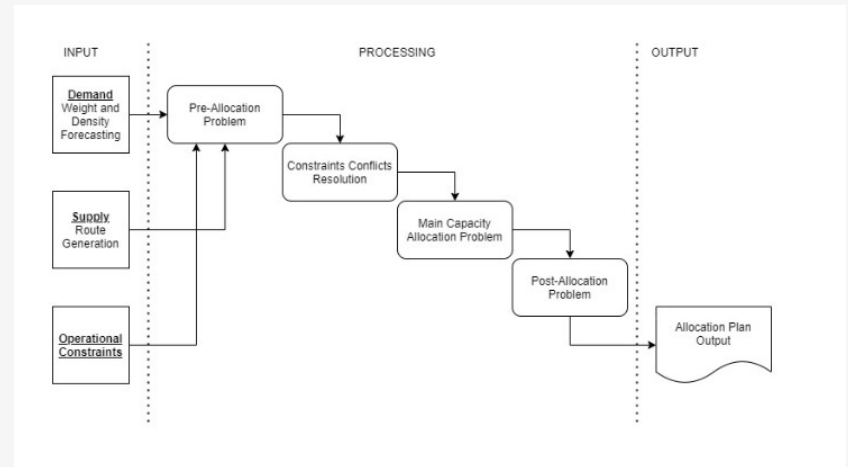 INPUT
PROCESSING
OUTPUT
Demand
Weight and
Density
Forecasting
Pre-Allocation
Problem
Constraints Conflicts
Resolution
Supply
Route
Generation
Main Capacity
Allocation Problem
Post-Allocation
Problem
Operational
Constraints
Allocation Plan
Output